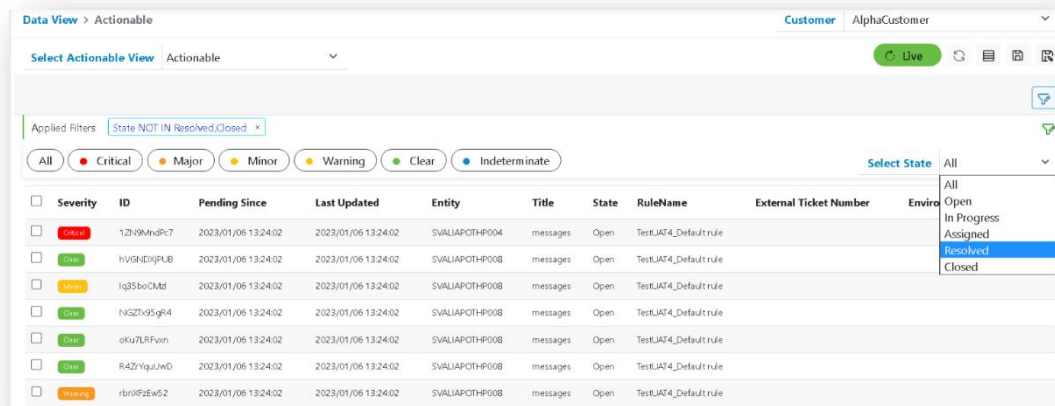 Data View > Actionable Customer AlphaCustomer
Select Actionable View Actionable Live
Applied Filters State NOT IN Resolved,Closed ×
All Critical Major Minor Warning Clear Indeterminate Select State All
All
Open
In Progress
Assigned
Resolved
Closed
Severity ID Pending Since Last Updated Entity Title State RuleName External Ticket Number Enviro
Critical 1ZN9MndPc7 2023/01/06 13:24:02 2023/01/06 13:24:02 SVALIAPOTHP004 messages Open TestUAT4_Default rule
Clear hVGNDXjPUB 2023/01/06 13:24:02 2023/01/06 13:24:02 SVALIAPOTHP008 messages Open TestUAT4_Default rule
Minor 2023/01/06 13:24:02 2023/01/06 13:24:02 SVALIAPOTHP008 messages Open TestUAT4_Default rule
Clear NGZTx95gR4 2023/01/06 13:24:02 2023/01/06 13:24:02 SVALIAPOTHP008 messages Open TestUAT4_Default rule
Clear 2023/01/06 13:24:02 2023/01/06 13:24:02 SVALIAPOTHP008 messages Open TestUAT4_Default rule
Clear R4ZrYquUwD 2023/01/06 13:24:02 2023/01/06 13:24:02 SVALIAPOTHP008 messages Open TestUAT4_Default rule
Warning rbnXFzEw52 2023/01/06 13:24:02 2023/01/06 13:24:02 SVALIAPOTHP008 messages Open TestUAT4_Default rule